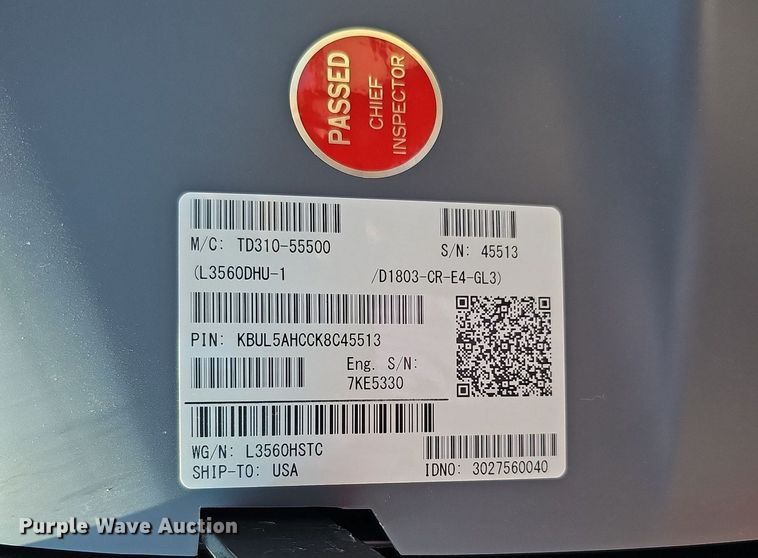 PASSED
CHIEF
INSPECTOR
M/C: TD310-55500
S/N: 45513
(L3560DHU-1 /D1803-CR-E4-GL3)
PIN: KBUL5AHCCK8C45513
Eng. S/N:
7KE5330
WG/N: L3560HSTC
SHIP-TO: USA
IDNO: 3027560040
Purple Wave Auction